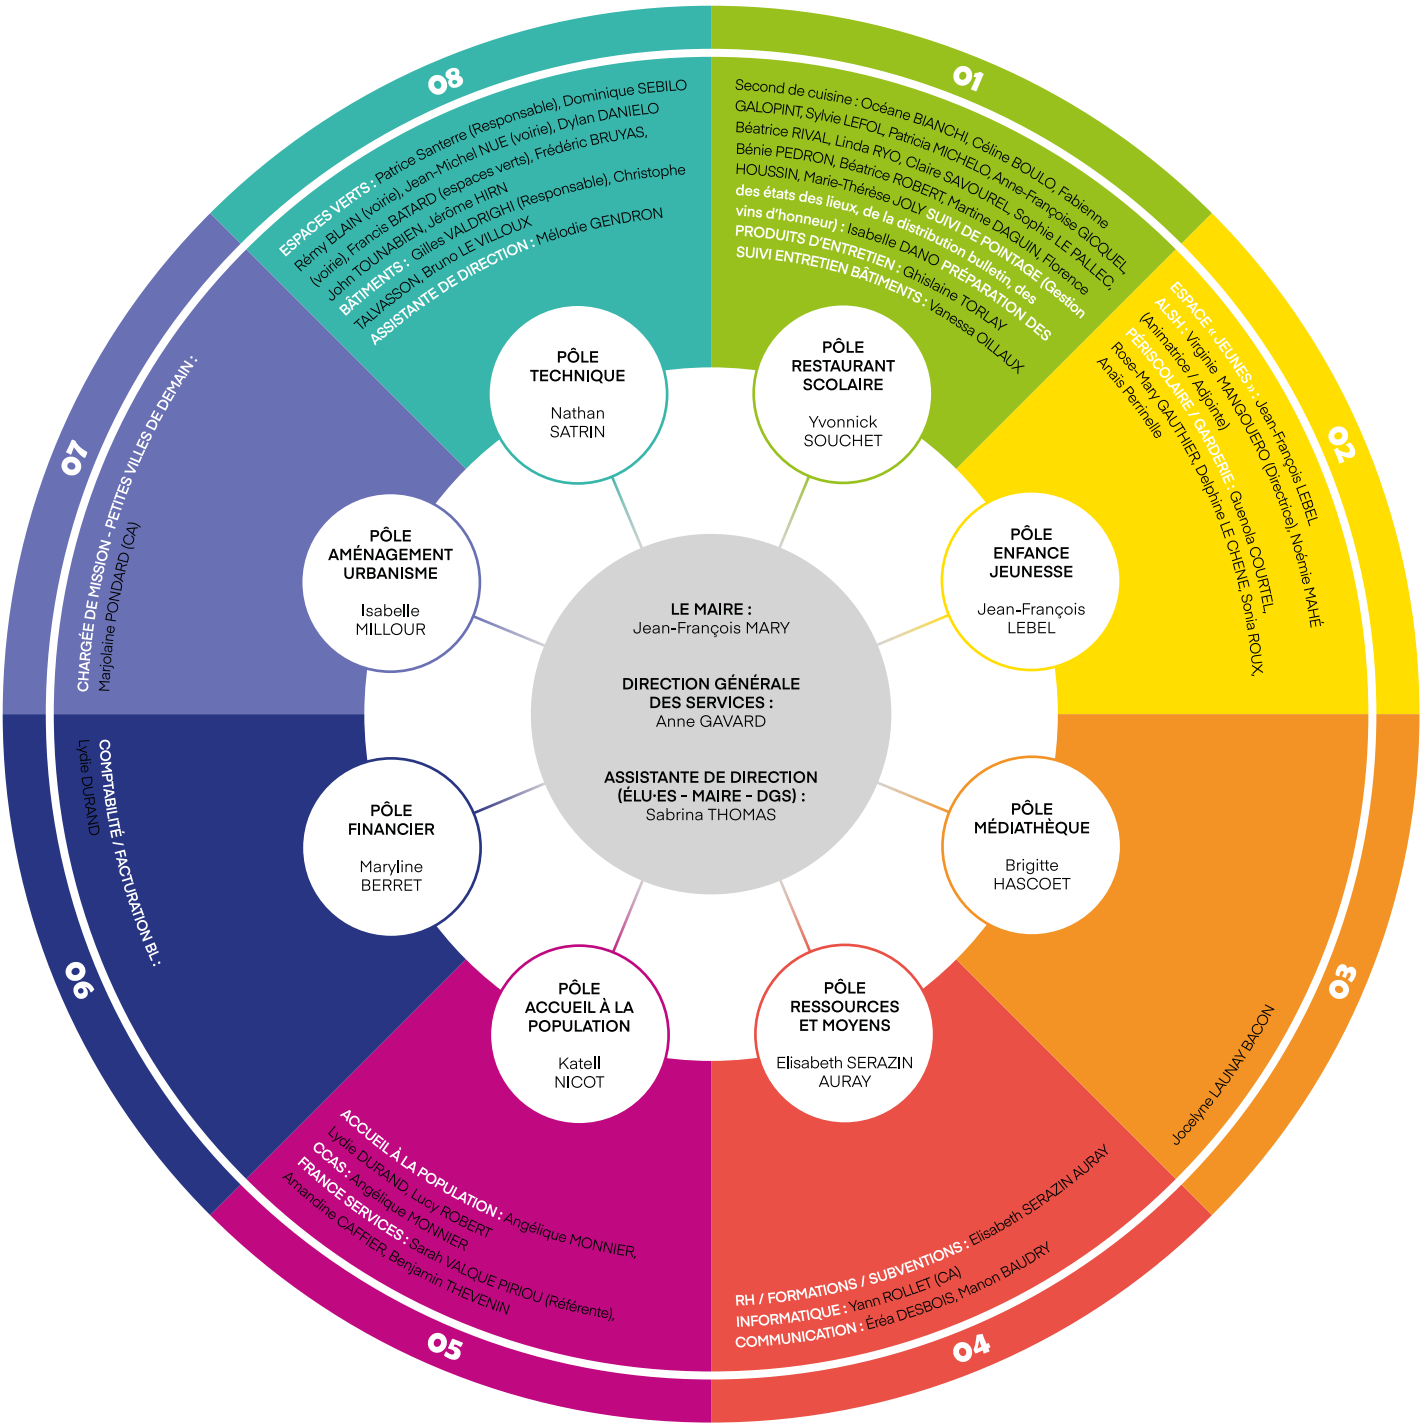 01
Second de cuisine : Océane BIANCHI, Céline BOULO, Fabienne
GALOPINT, Sylvie LEFOL, Patricia MICHELO, Anne-Françoise GICQUEL,
Béatrice RIVAL, Linda RYO, Claire SAVOUREL, Sophie LE PALLEC,
Bénie PEDRON, Béatrice ROBERT, Martine DAGUIN, Florence
HOUSSIN, Marie-Thérèse JOLY SUIVI DE POINTAGE (Gestion
des états des lieux, de la distribution bulletin, des
vins d'honneur) : Isabelle DANO PRÉPARATION DES
PRODUITS D'ENTRETIEN : Ghislaine TORLAY
SUIVI ENTRETIEN BÂTIMENTS : Vanessa OILLAUX
PÔLE
RESTAURANT
SCOLAIRE
Yvonnick
SOUCHET
02
ESPACE « JEUNES » : Jean-François LEBEL
ALSH : Virginie MANGOUERO (Directrice), Noémie MAHÉ
(Animatrice / Adjointe)
PÉRISCOLAIRE / GARDERIE : Guenola COURTEL,
Rose-Mary GAUTHIER, Delphine LE CHENE, Sonia ROUX,
Anaïs Perrinelle
PÔLE
ENFANCE
JEUNESSE
Jean-François
LEBEL
03
Jocelyne LAUNAY BACON
PÔLE
MÉDIATHÈQUE
Brigitte
HASCOET
04
RH / FORMATIONS / SUBVENTIONS : Elisabeth SERAZIN AURAY
INFORMATIQUE : Yann ROLLET (CA)
COMMUNICATION : Éréa DESBOIS, Manon BAUDRY
PÔLE
RESSOURCES
ET MOYENS
Elisabeth SERAZIN
AURAY
05
ACCUEIL À LA POPULATION : Angélique MONNIER,
Lydie DURAND, Lucy ROBERT
CCAS : Angélique MONNIER
FRANCE SERVICES : Sarah VALQUE PIRIOU (Référente),
Amandine CAFFIER, Benjamin THEVENIN
PÔLE
ACCUEIL À LA
POPULATION
Katell
NICOT
06
COMPTABILITÉ / FACTURATION BL :
Lydie DURAND
PÔLE
FINANCIER
Maryline
BERRET
07
CHARGÉE DE MISSION - PETITES VILLES DE DEMAIN :
Marjolaine PONDARD (CA)
PÔLE
AMÉNAGEMENT
URBANISME
Isabelle
MILLOUR
08
ESPACES VERTS : Patrice Santerre (Responsable), Dominique SEBILO
Rémy BLAIN (voirie), Jean-Michel NUE (voirie), Dylan DANIELO
(voirie), Francis BATARD (espaces verts), Frédéric BRUYAS,
John TOUNABIEN, Jérôme HIRN
BÂTIMENTS : Gilles VALDRIGHI (Responsable), Christophe
TALVASSON, Bruno LE VILLOUX
ASSISTANTE DE DIRECTION : Mélodie GENDRON
PÔLE
TECHNIQUE
Nathan
SATRIN
LE MAIRE :
Jean-François MARY
DIRECTION GÉNÉRALE
DES SERVICES :
Anne GAVARD
ASSISTANTE DE DIRECTION
(ÉLU·ES - MAIRE - DGS) :
Sabrina THOMAS